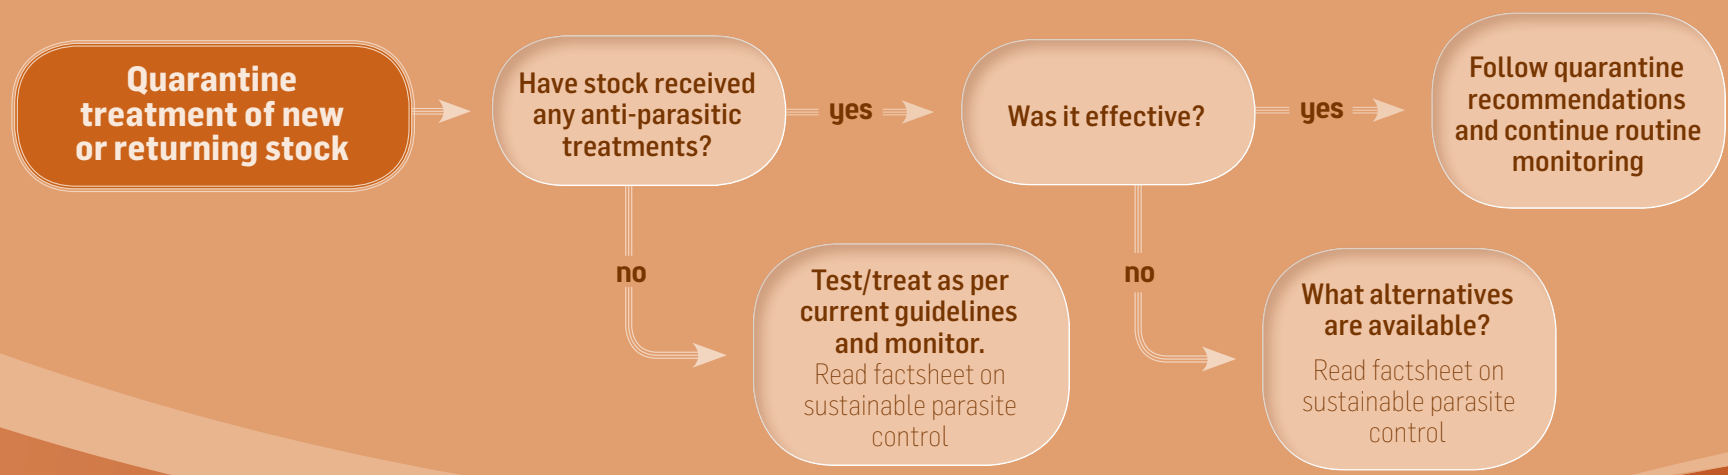 Quarantine
treatment of new
or returning stock
Have stock received
any anti-parasitic
treatments?
yes
Was it effective?
yes
Follow quarantine
recommendations
and continue routine
monitoring
no
Test/treat as per
current guidelines
and monitor.
Read factsheet on
sustainable parasite
control
no
What alternatives
are available?
Read factsheet on
sustainable parasite
control